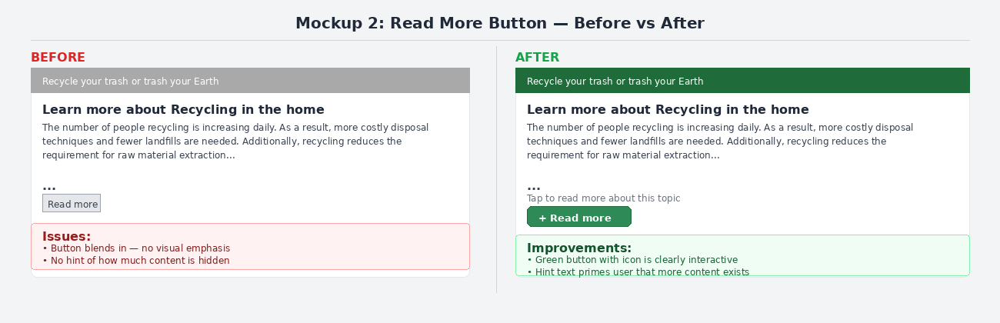 Mockup 2: Read More Button — Before vs After
BEFORE
Recycle your trash or trash your Earth
Learn more about Recycling in the home
The number of people recycling is increasing daily. As a result, more costly disposal
techniques and fewer landfills are needed. Additionally, recycling reduces the
requirement for raw material extraction...
...
Read more
Issues:
• Button blends in — no visual emphasis
• No hint of how much content is hidden
AFTER
Recycle your trash or trash your Earth
Learn more about Recycling in the home
The number of people recycling is increasing daily. As a result, more costly disposal
techniques and fewer landfills are needed. Additionally, recycling reduces the
requirement for raw material extraction...
...
Tap to read more about this topic
+ Read more
Improvements:
• Green button with icon is clearly interactive
• Hint text primes user that more content exists